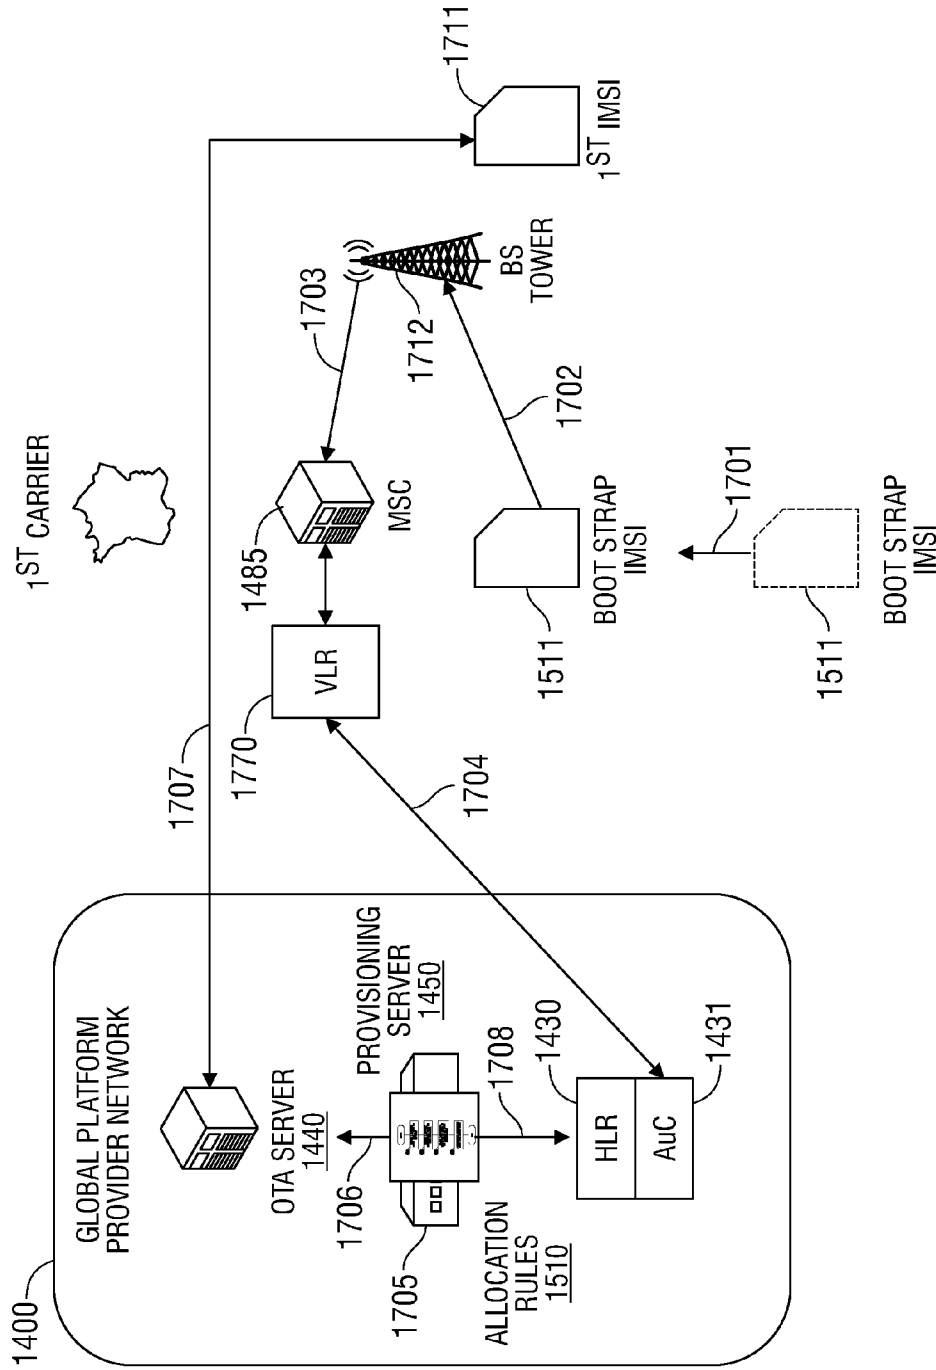 1400
GLOBAL PLATFORM
PROVIDER NETWORK
OTA SERVER
1440
1706
1705
PROVISIONING
SERVER
1450
ALLOCATION
RULES
1510
1708
HLR
AuC
1430
1431
1707
1704
1ST CARRIER
VLR
1770
MSC
1485
1703
1712
BS
TOWER
1702
1ST IMSI
1711
BOOT STRAP
IMSI
1511
1701
BOOT STRAP
IMSI
1511